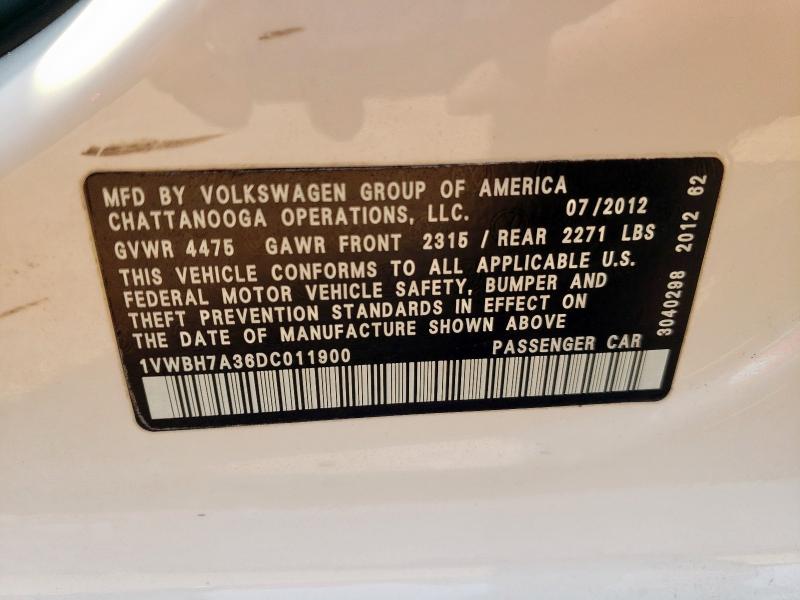 MFD BY VOLKSWAGEN GROUP OF AMERICA
CHATTANOOGA OPERATIONS, LLC. 07/2012
GVWR 4475 GAWR FRONT 2315 / REAR 2271 LBS
THIS VEHICLE CONFORMS TO ALL APPLICABLE U.S.
FEDERAL MOTOR VEHICLE SAFETY, BUMPER AND
THEFT PREVENTION STANDARDS IN EFFECT ON
THE DATE OF MANUFACTURE SHOWN ABOVE
1VWBH7A36DC011900 PASSENGER CAR
3040298 2012 62